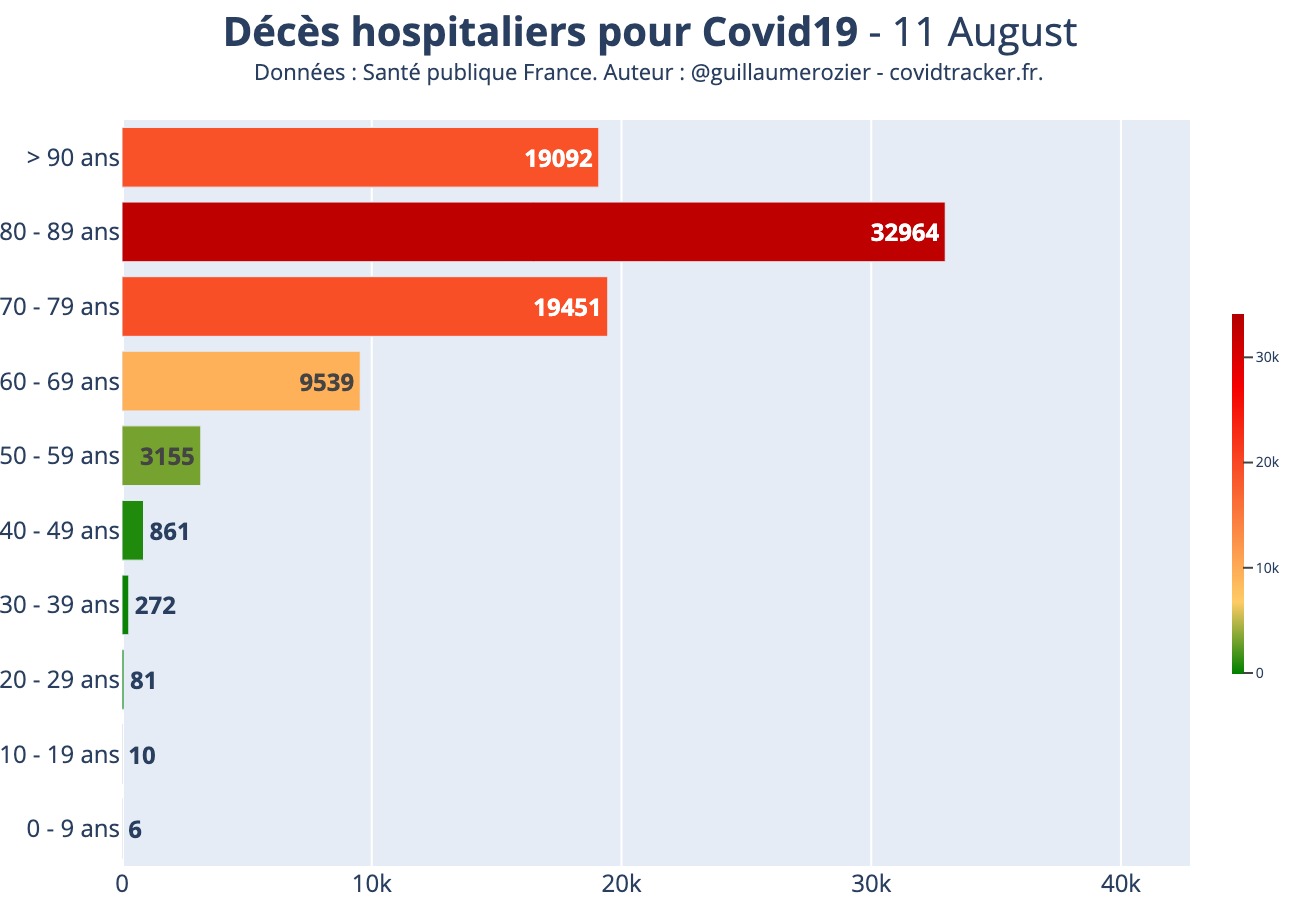 Décès hospitaliers pour Covid19 - 11 August
Données : Santé publique France. Auteur : @guillaumerozier - covidtracker.fr.
> 90 ans 19092
80 - 89 ans 32964
70 - 79 ans 19451
60 - 69 ans 9539
50 - 59 ans 3155
40 - 49 ans 861
30 - 39 ans 272
20 - 29 ans 81
10 - 19 ans 10
0 - 9 ans 6
0 10k 20k 30k 40k
30k
20k
10k
0